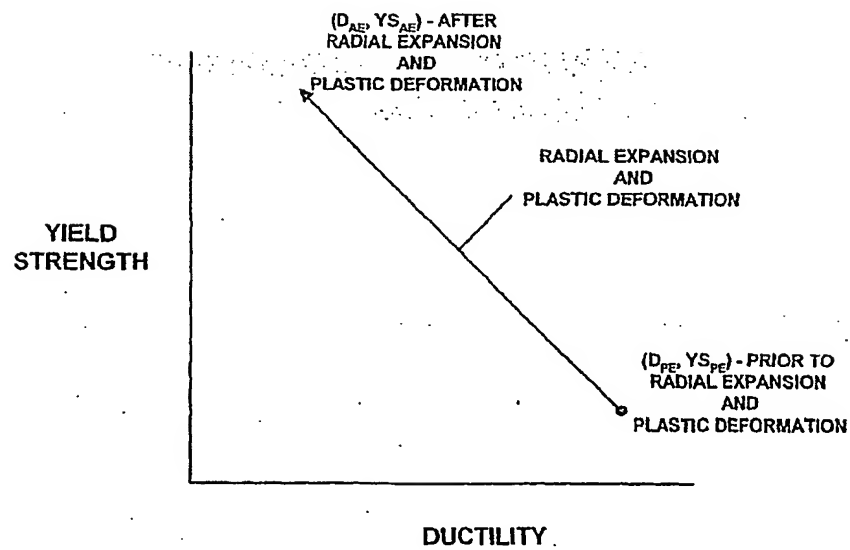 (D_AE, YS_AE) - AFTER
RADIAL EXPANSION
AND
PLASTIC DEFORMATION
RADIAL EXPANSION
AND
PLASTIC DEFORMATION
YIELD
STRENGTH
(D_PE, YS_PE) - PRIOR TO
RADIAL EXPANSION
AND
PLASTIC DEFORMATION
DUCTILITY